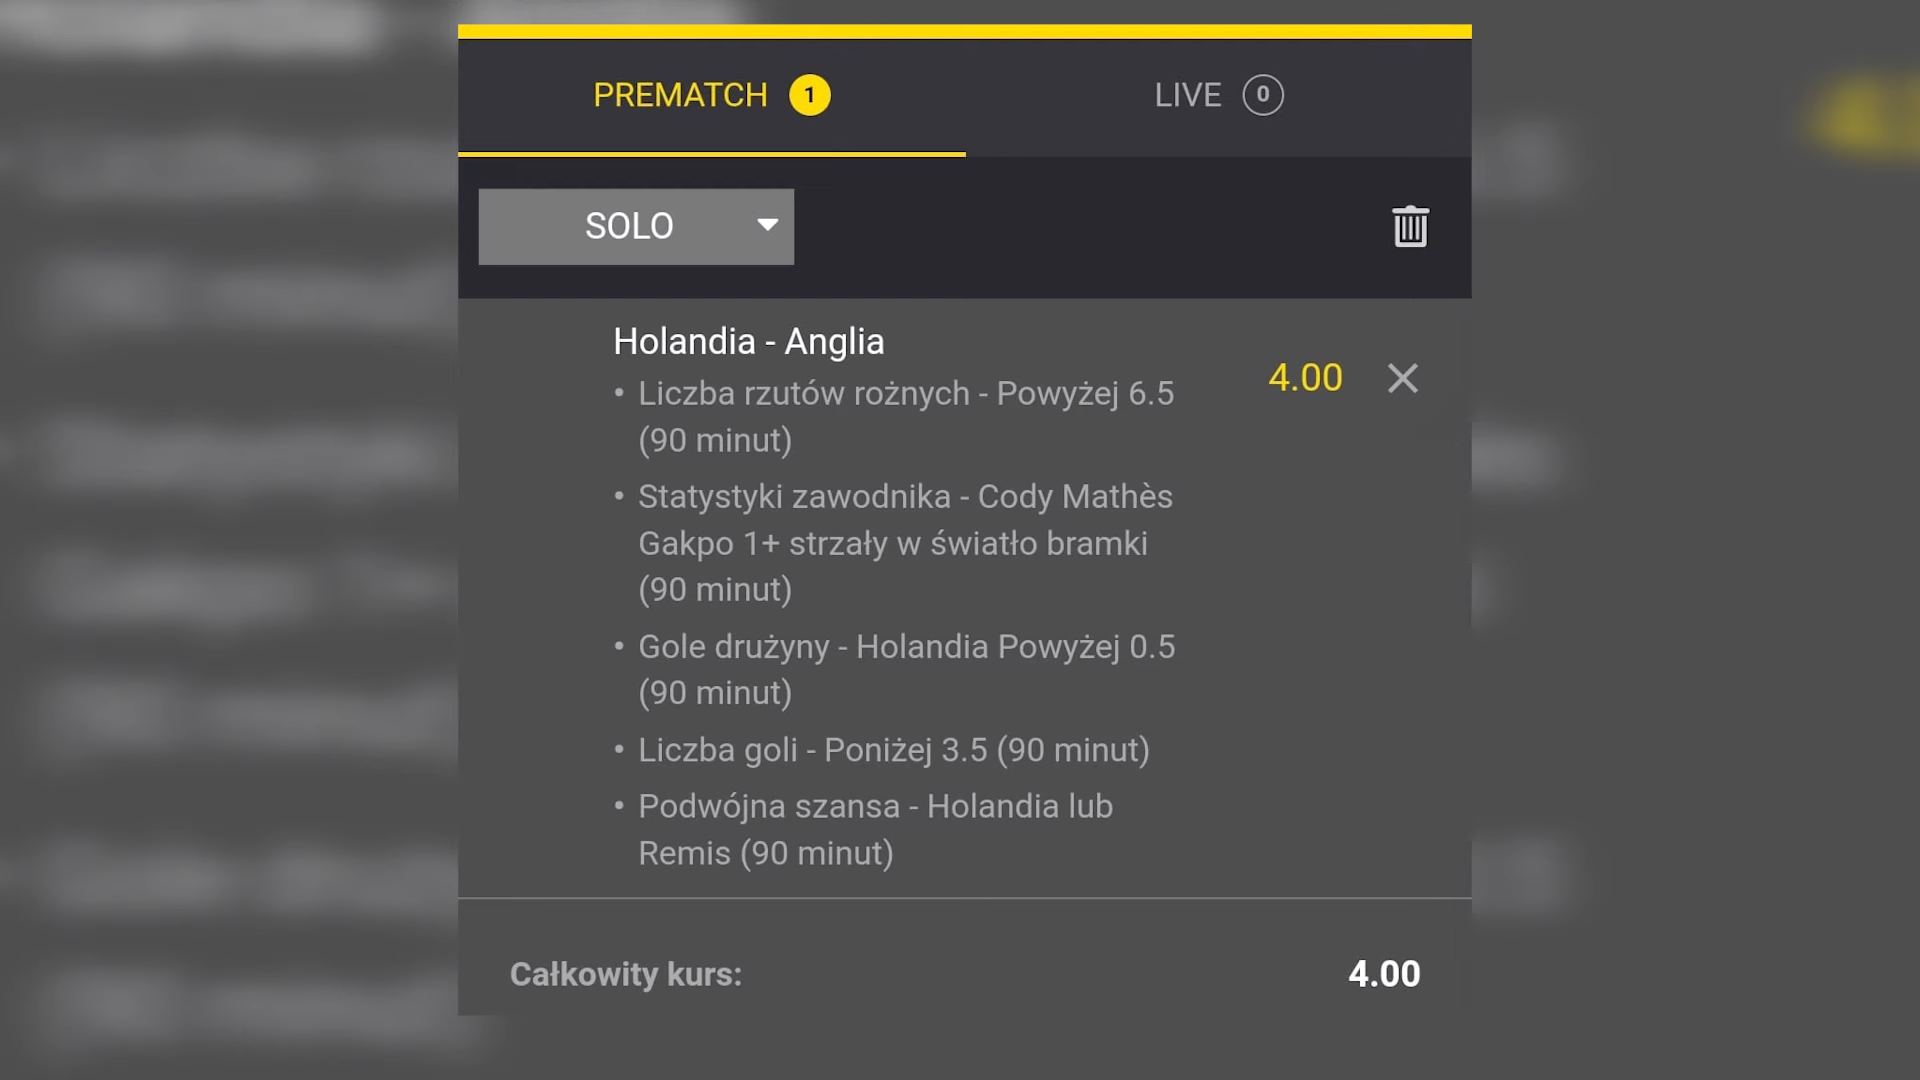 PREMATCH 1
LIVE 0
SOLO
Holandia - Anglia
4.00
• Liczba rzutów rożnych - Powyżej 6.5
(90 minut)
• Statystyki zawodnika - Cody Mathès
Gakpo 1+ strzały w światło bramki
(90 minut)
• Gole drużyny - Holandia Powyżej 0.5
(90 minut)
• Liczba goli - Poniżej 3.5 (90 minut)
• Podwójna szansa - Holandia lub
Remis (90 minut)
Całkowity kurs:
4.00